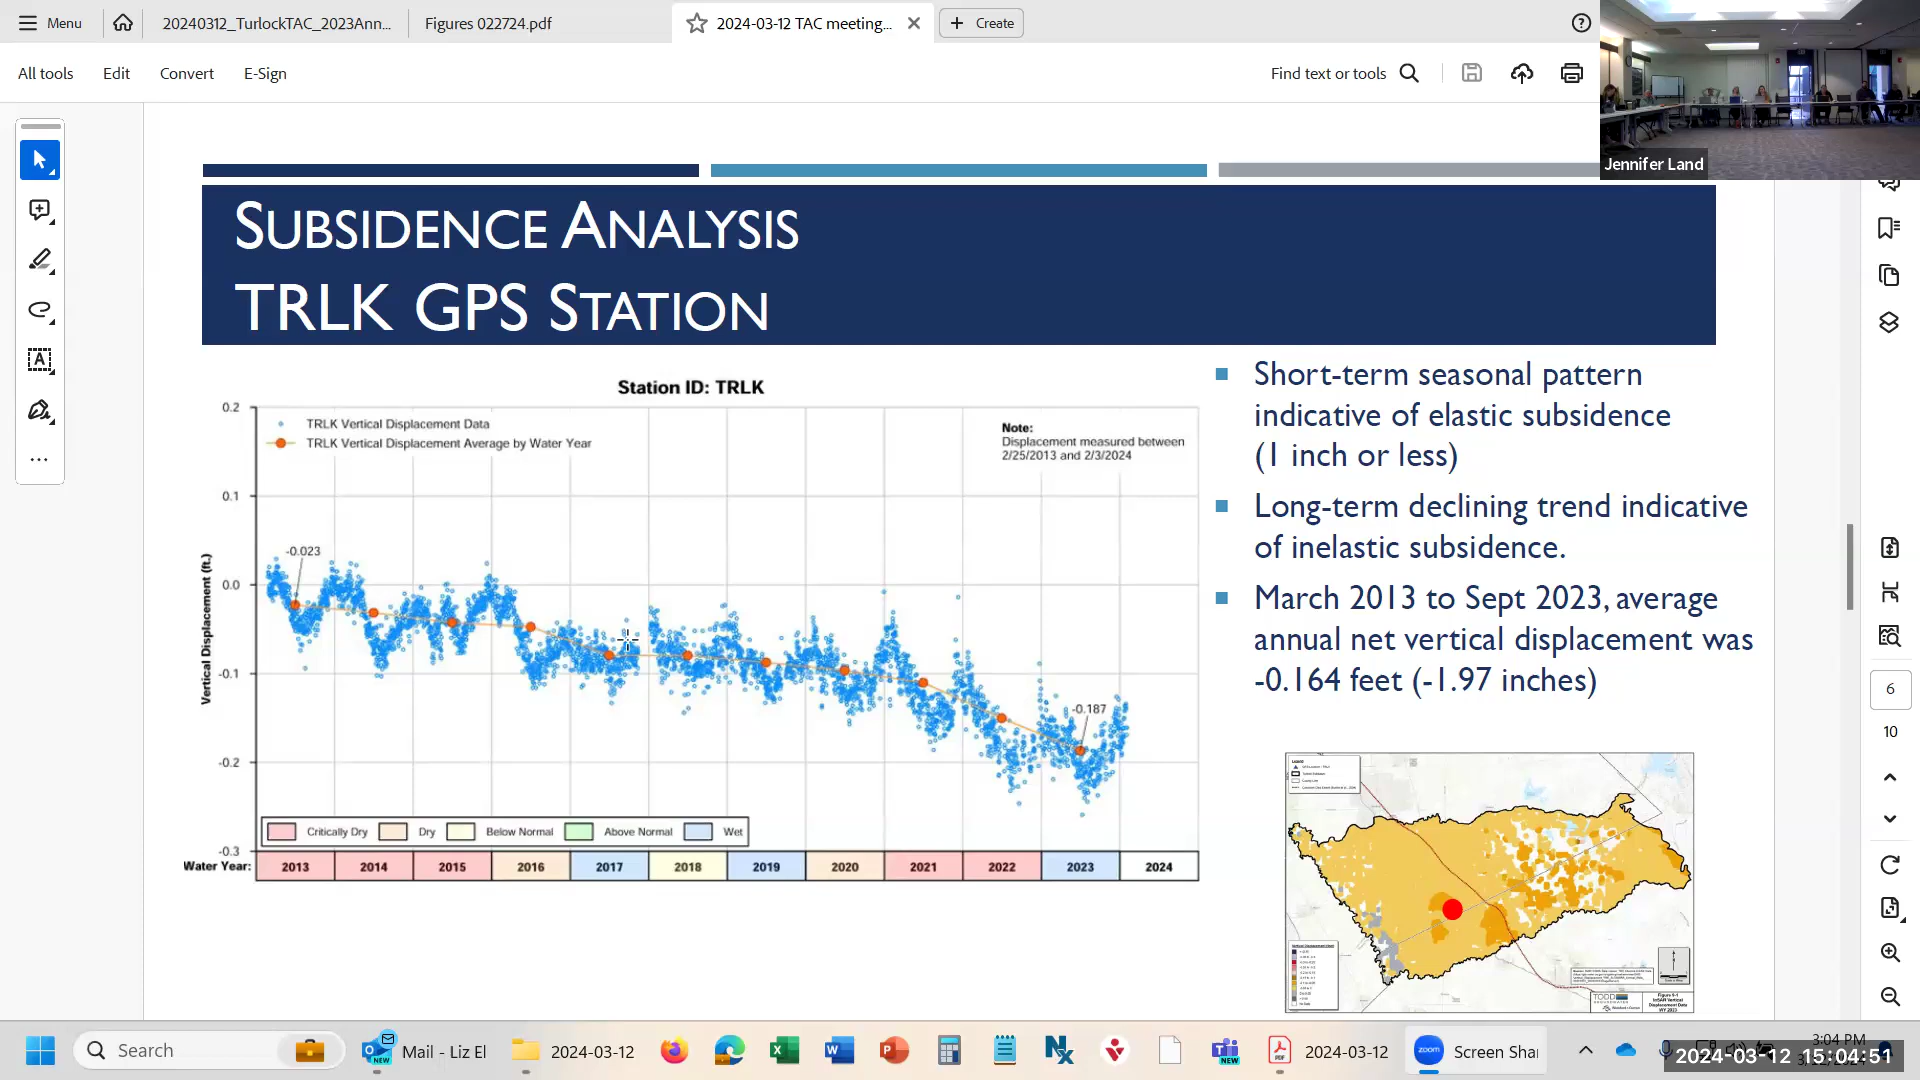 Menu
20240312_TurlockTAC_2023Ann...
Figures 022724.pdf
2024-03-12 TAC meeting...
Create
All tools
Edit
Convert
E-Sign
Find text or tools
Jennifer Land
SUBSIDENCE ANALYSIS
TRLK GPS STATION
Station ID: TRLK
TRLK Vertical Displacement Data
TRLK Vertical Displacement Average by Water Year
Note:
Displacement measured between
2/25/2013 and 2/3/2024
0.2
0.1
0.0
-0.1
-0.2
-0.3
Vertical Displacement (ft.)
-0.023
-0.187
Critically Dry
Dry
Below Normal
Above Normal
Wet
Water Year:
2013
2014
2015
2016
2017
2018
2019
2020
2021
2022
2023
2024
Short-term seasonal pattern
indicative of elastic subsidence
(1 inch or less)
Long-term declining trend indicative
of inelastic subsidence.
March 2013 to Sept 2023, average
annual net vertical displacement was
-0.164 feet (-1.97 inches)
TODD
6
10
Search
Mail - Liz El
2024-03-12
2024-03-12
zoom
Screen Shar
3:04 PM
2024-03-12 15:04:51